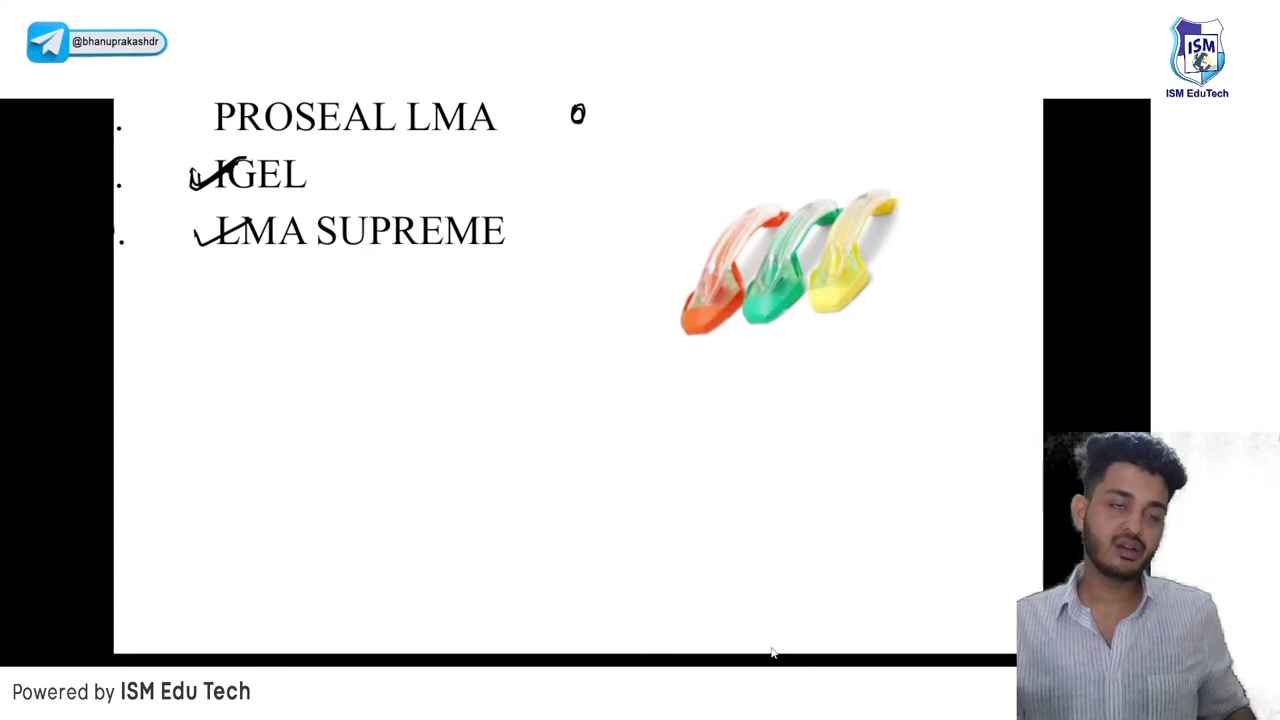 @bhanuprakashdr
ISM
ISM EduTech
. PROSEAL LMA
. IGEL
. LMA SUPREME
Powered by ISM Edu Tech